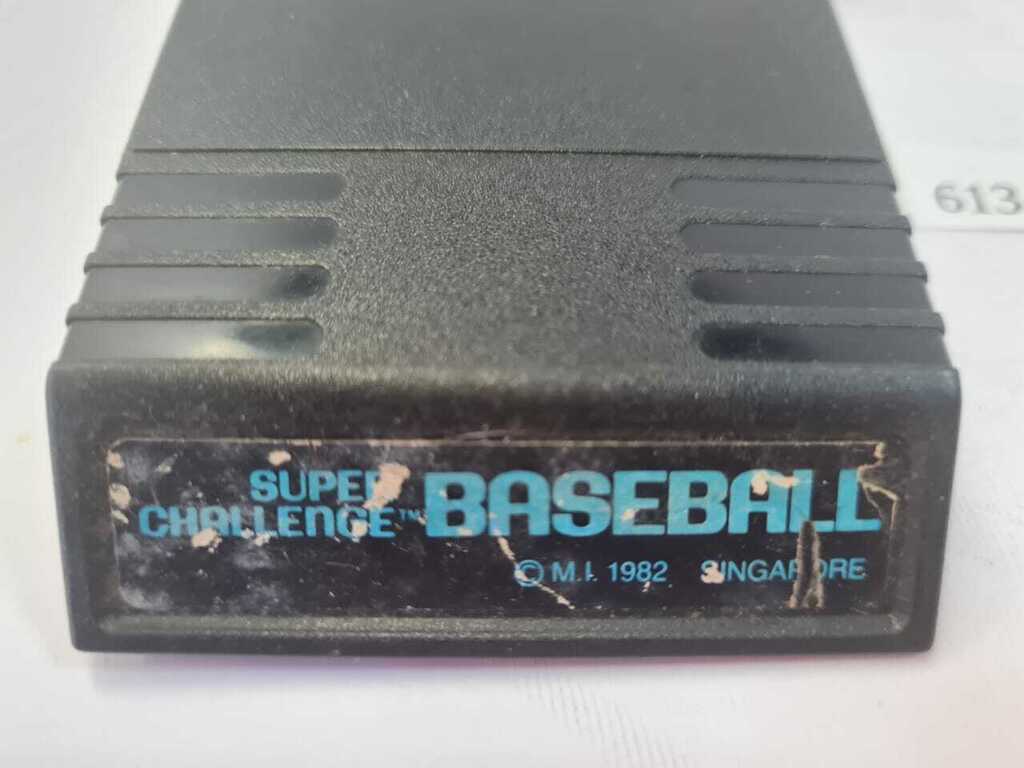 613
SUPER
CHALLENGE™ BASEBALL
© M.I. 1982 SINGAPORE